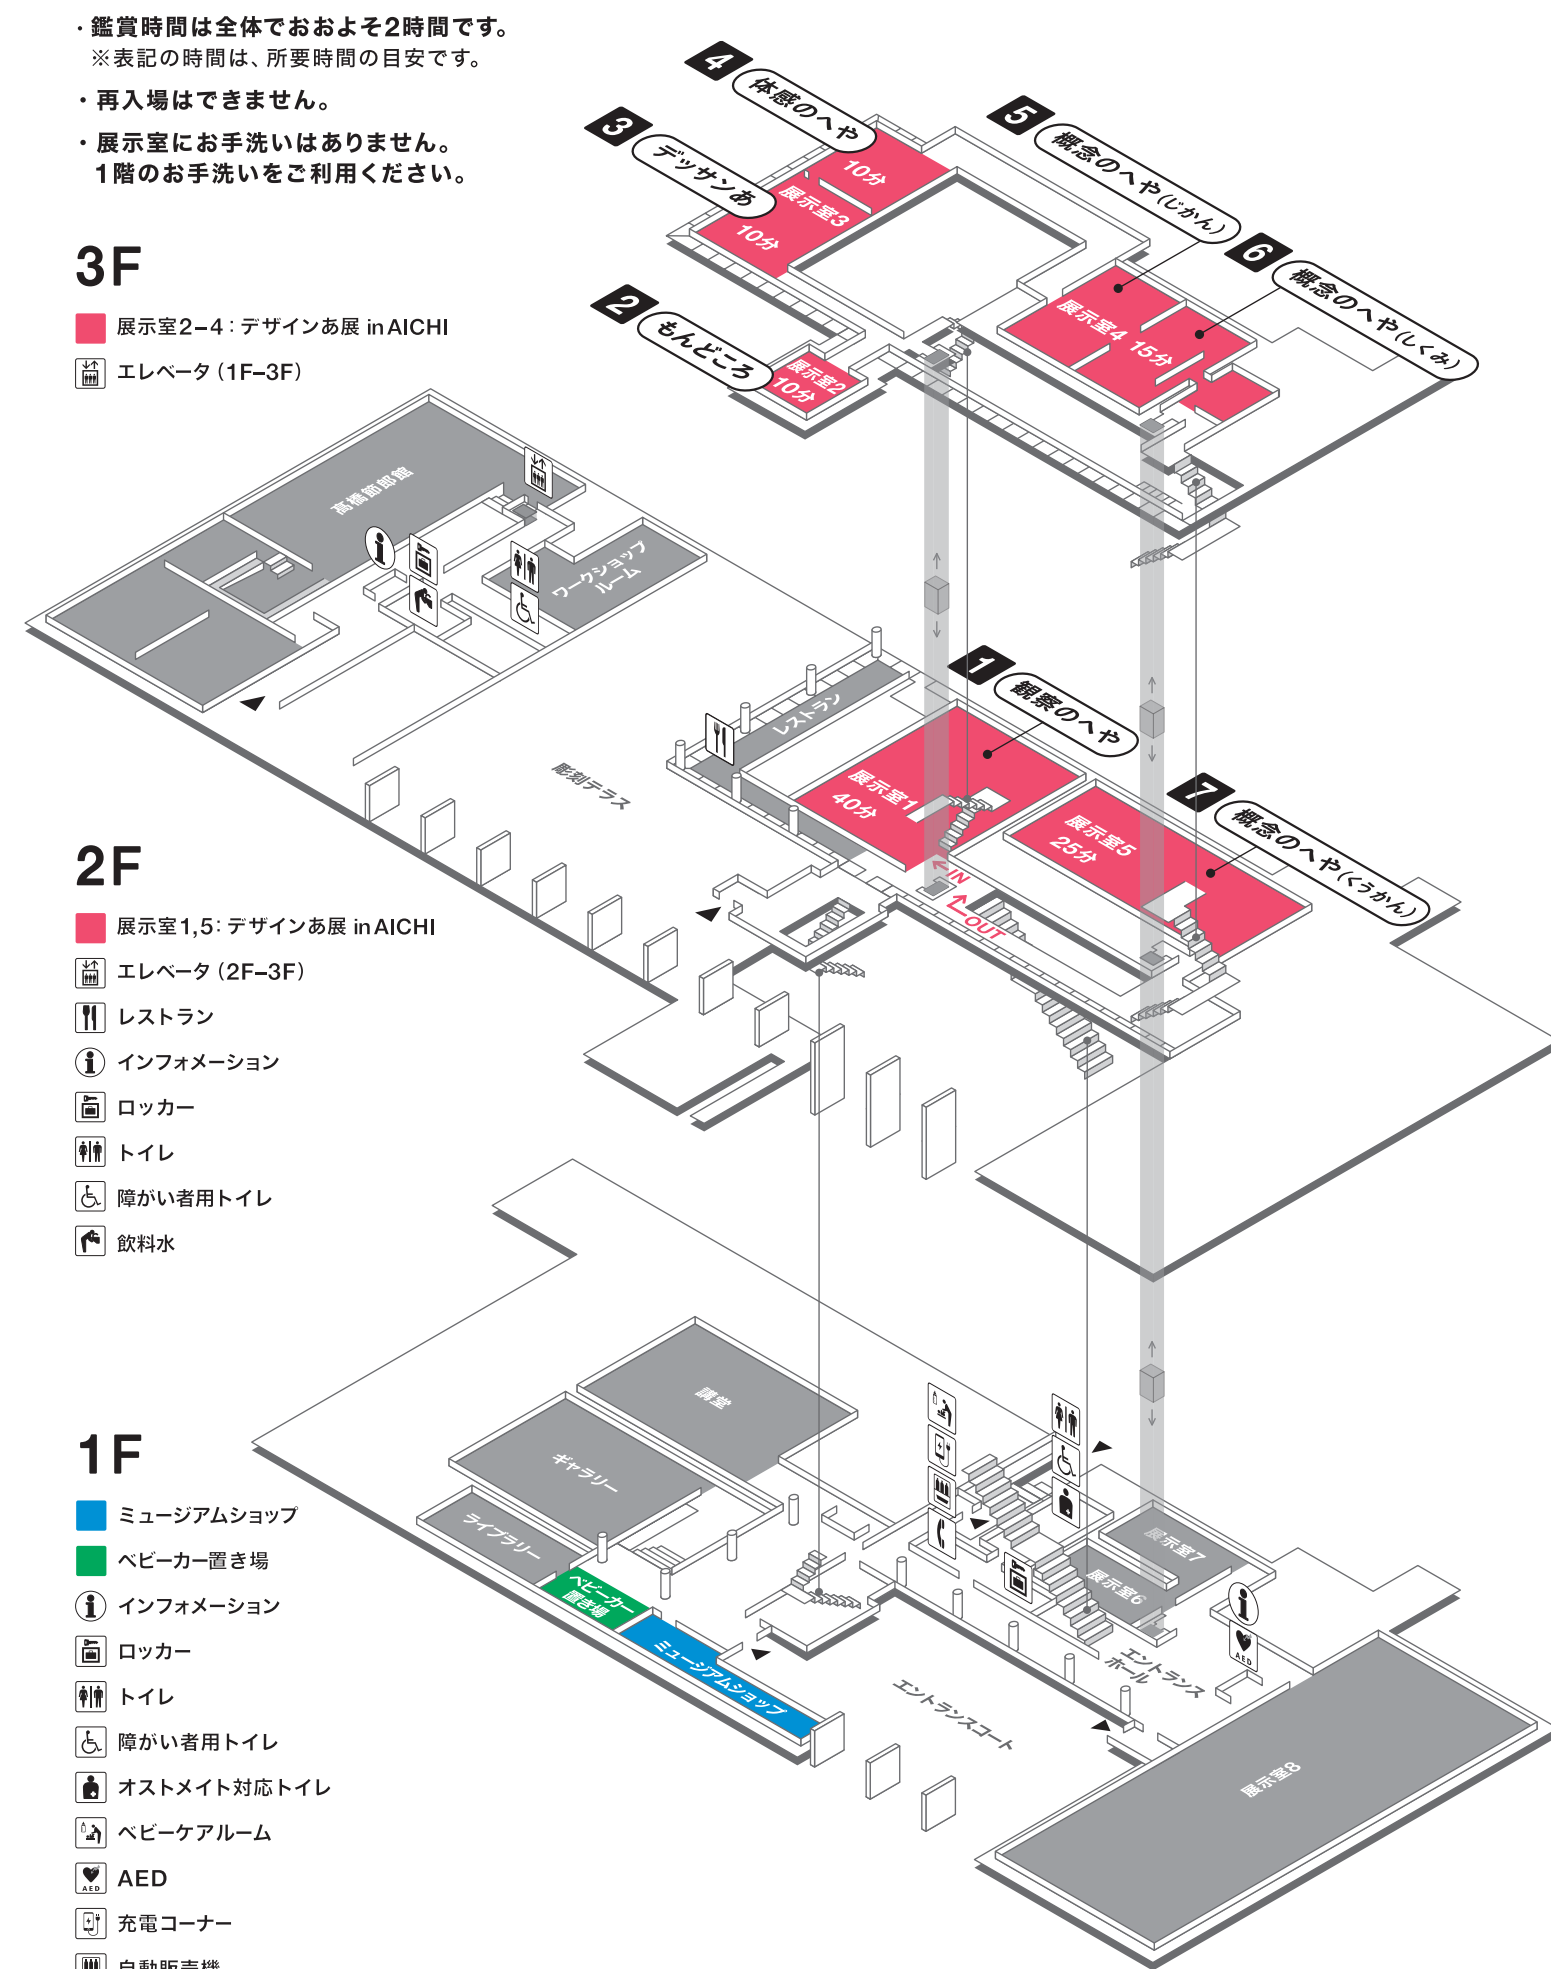 ・鑑賞時間は全体でおおよそ2時間です。
※表記の時間は、所要時間の目安です。
・再入場はできません。
・展示室にお手洗いはありません。
1階のお手洗いをご利用ください。
3F
展示室2–4：デザインあ展 in AICHI
エレベータ（1F–3F）
4
体感のへや
3
デッサンあ
10分
展示室3
10分
5
概念のへや（じかん）
6
概念のへや（しくみ）
展示室4 15分
2
もんどころ
展示室2
10分
髙橋節郎館
ワークショップ
ルーム
彫刻テラス
レストラン
1
観察のへや
展示室1
40分
7
概念のへや（くうかん）
展示室5
25分
IN
OUT
2F
展示室1,5：デザインあ展 in AICHI
エレベータ（2F–3F）
レストラン
インフォメーション
ロッカー
トイレ
障がい者用トイレ
飲料水
講堂
ギャラリー
ライブラリー
ベビーカー
置き場
ミュージアムショップ
エントランスコート
エントランス
ホール
展示室7
展示室6
AED
展示室8
1F
ミュージアムショップ
ベビーカー置き場
インフォメーション
ロッカー
トイレ
障がい者用トイレ
オストメイト対応トイレ
ベビーケアルーム
AED
AED
充電コーナー
自動販売機